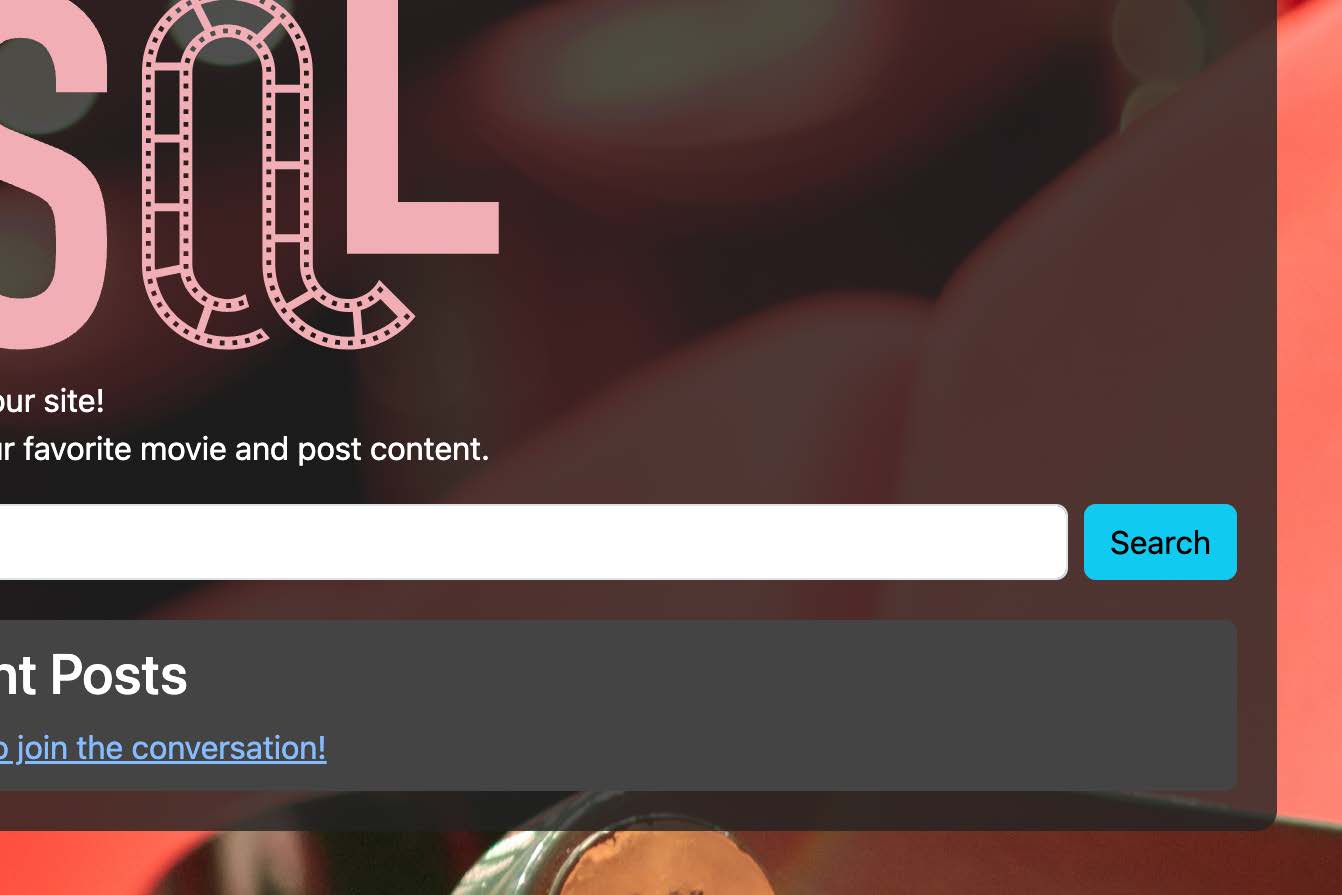 SQL
our site!
ur favorite movie and post content.
Search
nt Posts
o join the conversation!